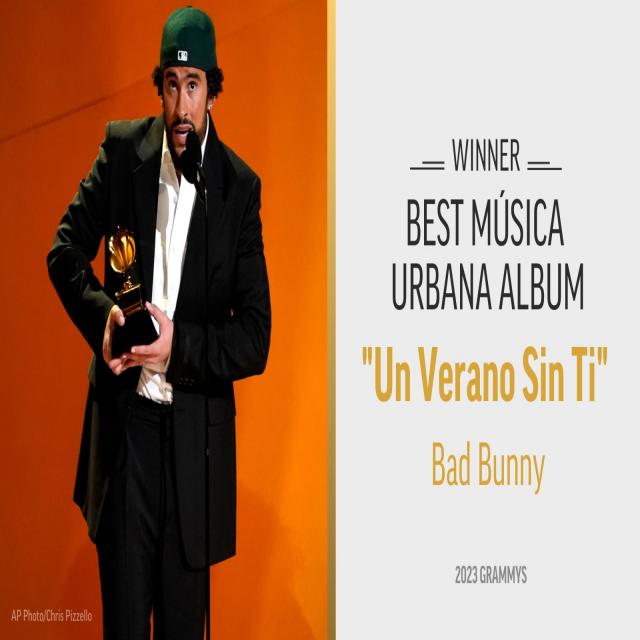 WINNER
BEST MÚSICA
URBANA ALBUM
"Un Verano Sin Ti"
Bad Bunny
2023 GRAMMYS
AP Photo/Chris Pizzello